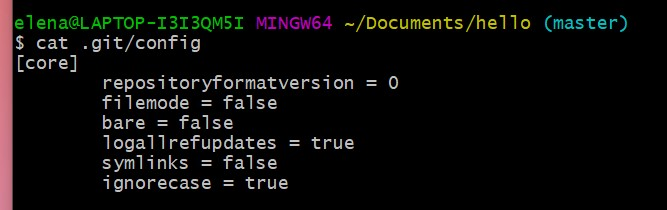 elena@LAPTOP-I3I3QM5I MINGW64 ~/Documents/hello (master)
$ cat .git/config
[core]
        repositoryformatversion = 0
        filemode = false
        bare = false
        logallrefupdates = true
        symlinks = false
        ignorecase = true